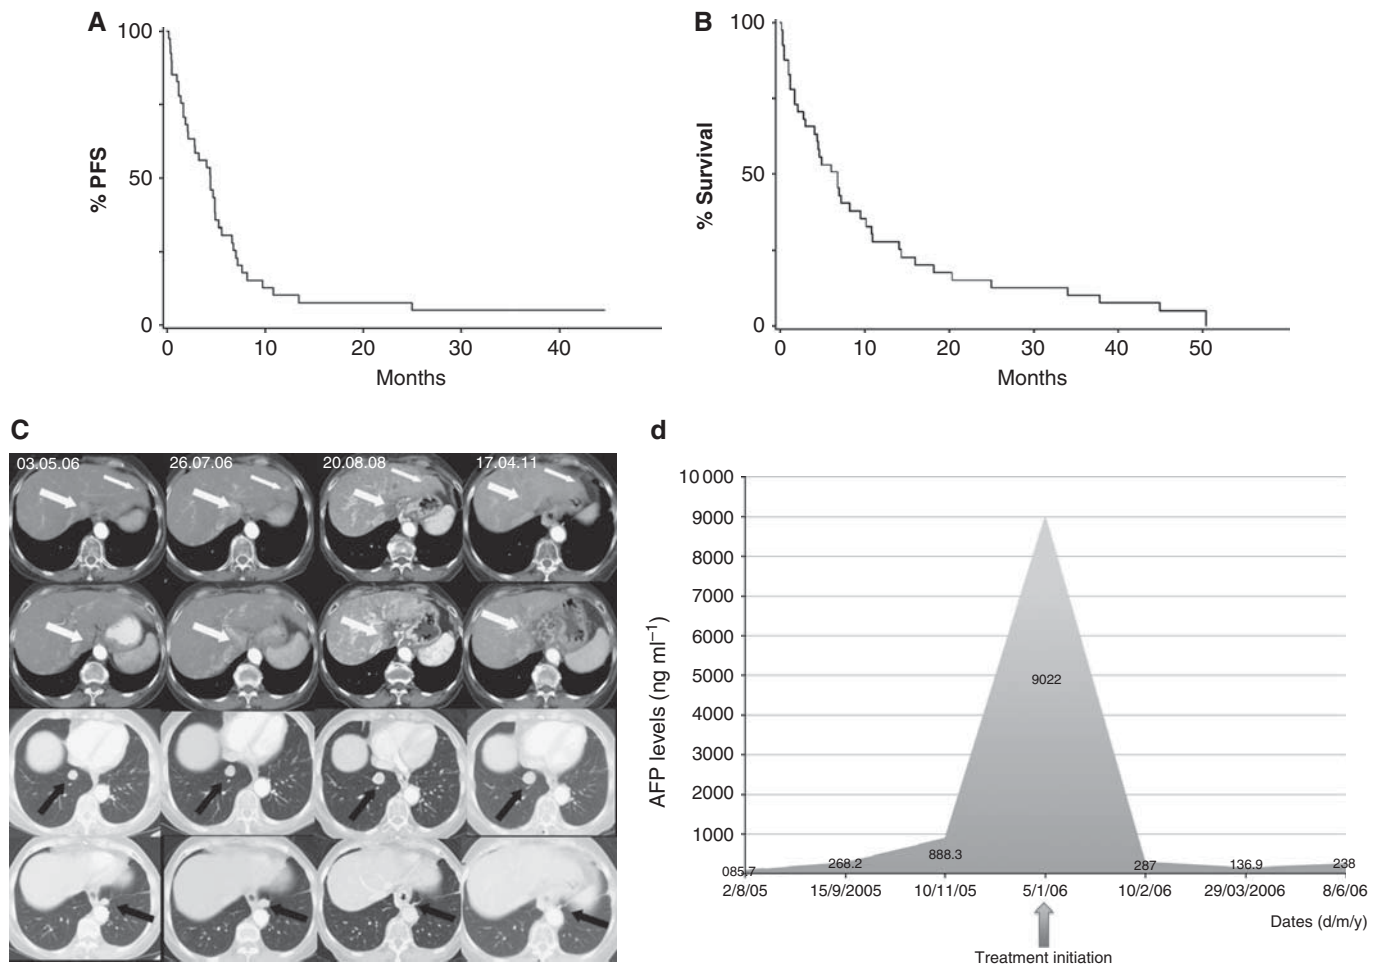 A
100
50
0
% PFS
0 10 20 30 40
Months
B
100
50
0
% Survival
0 10 20 30 40 50
Months
C
03.05.06 26.07.06 20.08.08 17.04.11
d
10 000
9000
8000
7000
6000
5000
4000
3000
2000
1000
AFP levels (ng ml⁻¹)
9022
888.3
085.7 268.2 287 136.9 238
2/8/05 15/9/2005 10/11/05 5/1/06 10/2/06 29/03/2006 8/6/06
Dates (d/m/y)
Treatment initiation